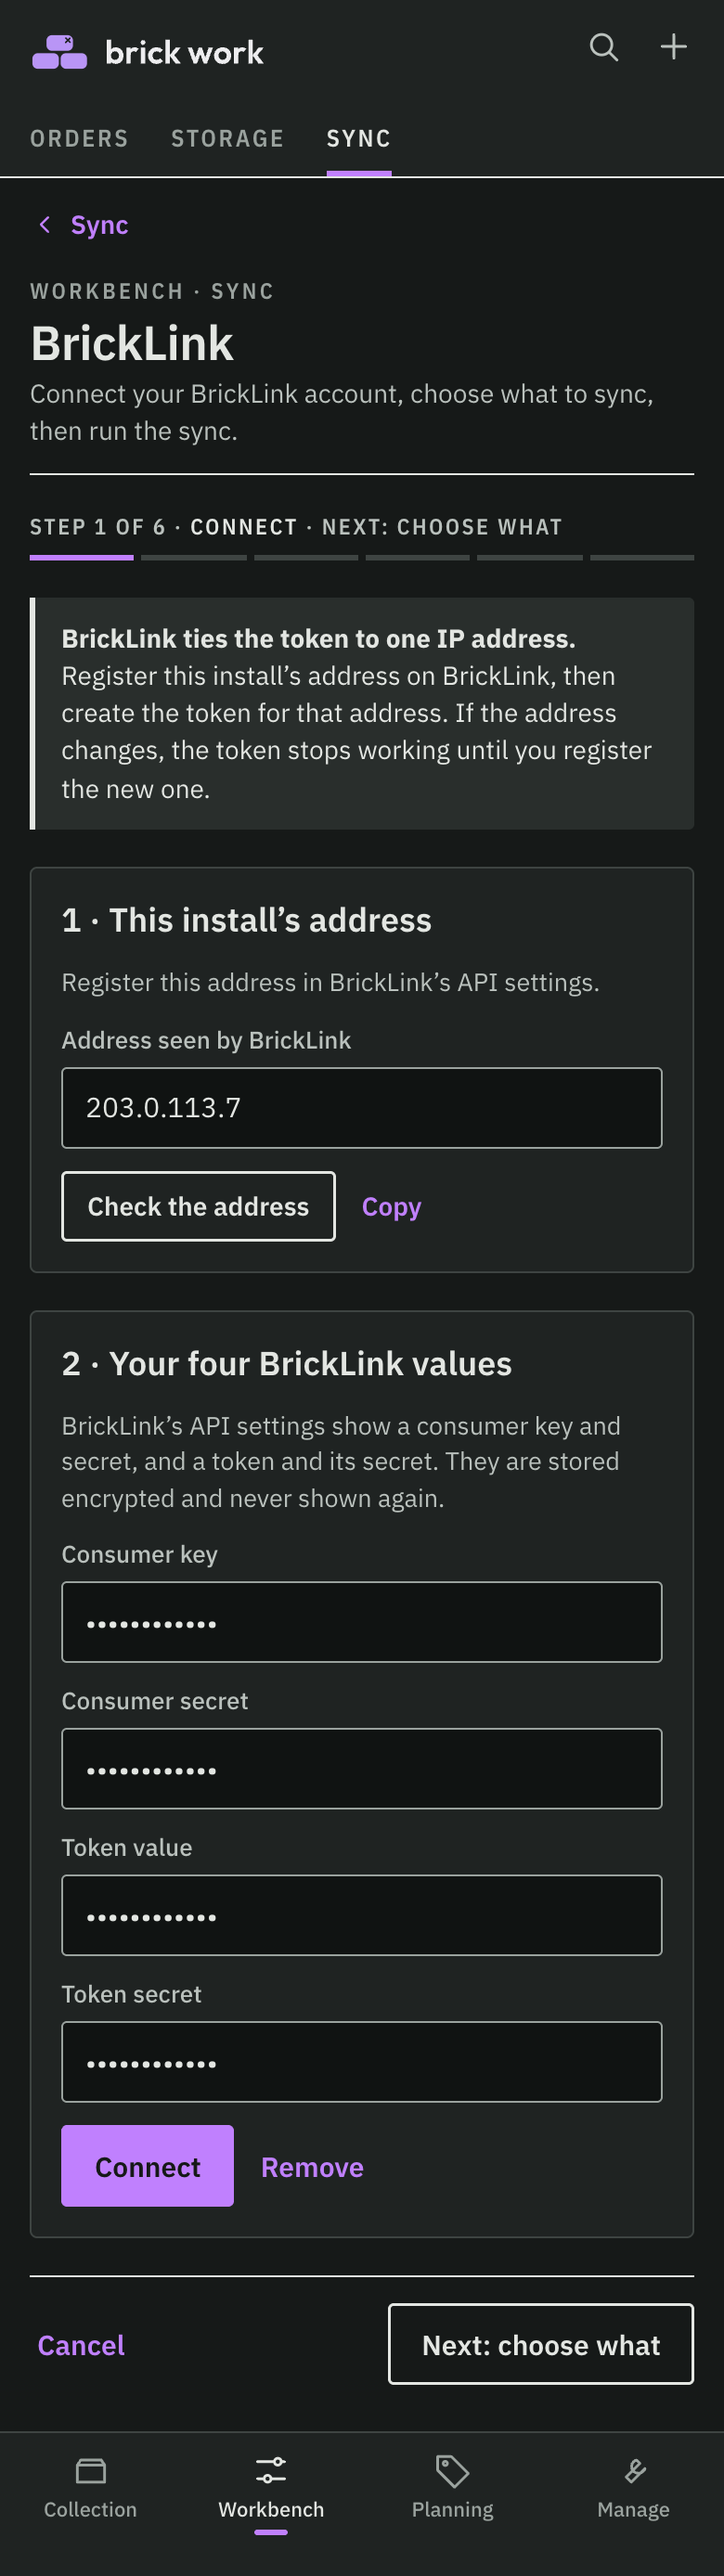 brick work
ORDERS STORAGE SYNC
Sync
WORKBENCH · SYNC
BrickLink
Connect your BrickLink account, choose what to sync,
then run the sync.
STEP 1 OF 6 · CONNECT · NEXT: CHOOSE WHAT
BrickLink ties the token to one IP address.
Register this install’s address on BrickLink, then
create the token for that address. If the address
changes, the token stops working until you register
the new one.
1 · This install’s address
Register this address in BrickLink’s API settings.
Address seen by BrickLink
203.0.113.7
Check the address Copy
2 · Your four BrickLink values
BrickLink’s API settings show a consumer key and
secret, and a token and its secret. They are stored
encrypted and never shown again.
Consumer key
••••••••••••
Consumer secret
••••••••••••
Token value
••••••••••••
Token secret
••••••••••••
Connect Remove
Cancel Next: choose what
Collection Workbench Planning Manage